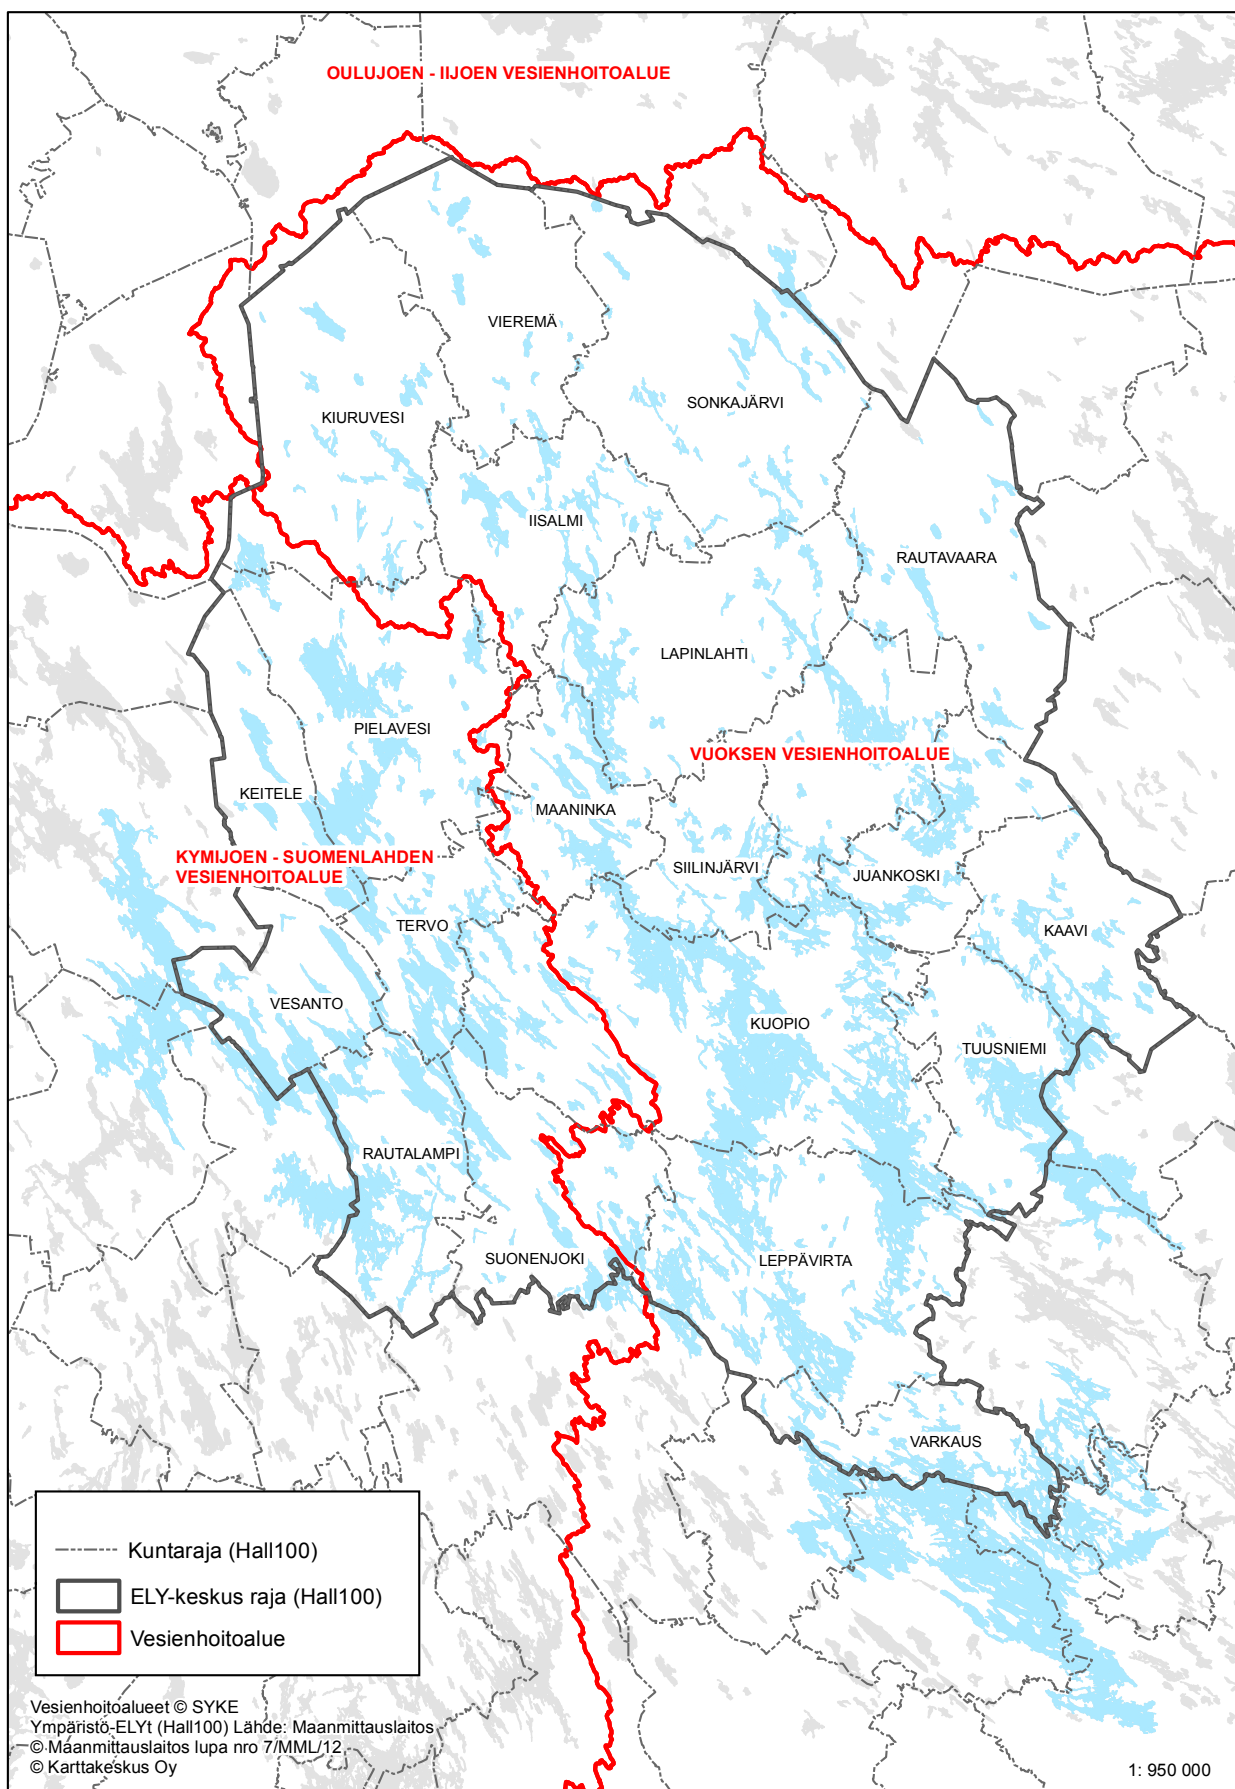 OULUJOEN - IIJOEN VESIENHOITOALUE
VIEREMÄ
SONKAJÄRVI
KIURUVESI
IISALMI
RAUTAVAARA
LAPINLAHTI
PIELAVESI
VUOKSEN VESIENHOITOALUE
KEITELE
MAANINKA
KYMIJOEN - SUOMENLAHDEN
VESIENHOITOALUE
SIILINJÄRVI
JUANKOSKI
TERVO
KAAVI
VESANTO
KUOPIO
TUUSNIEMI
RAUTALAMPI
SUONENJOKI
LEPPÄVIRTA
VARKAUS
Kuntaraja (Hall100)
ELY-keskus raja (Hall100)
Vesienhoitoalue
Vesienhoitoalueet © SYKE
Ympäristö-ELYt (Hall100) Lähde: Maanmittauslaitos
© Maanmittauslaitos lupa nro 7/MML/12
© Karttakeskus Oy
1: 950 000